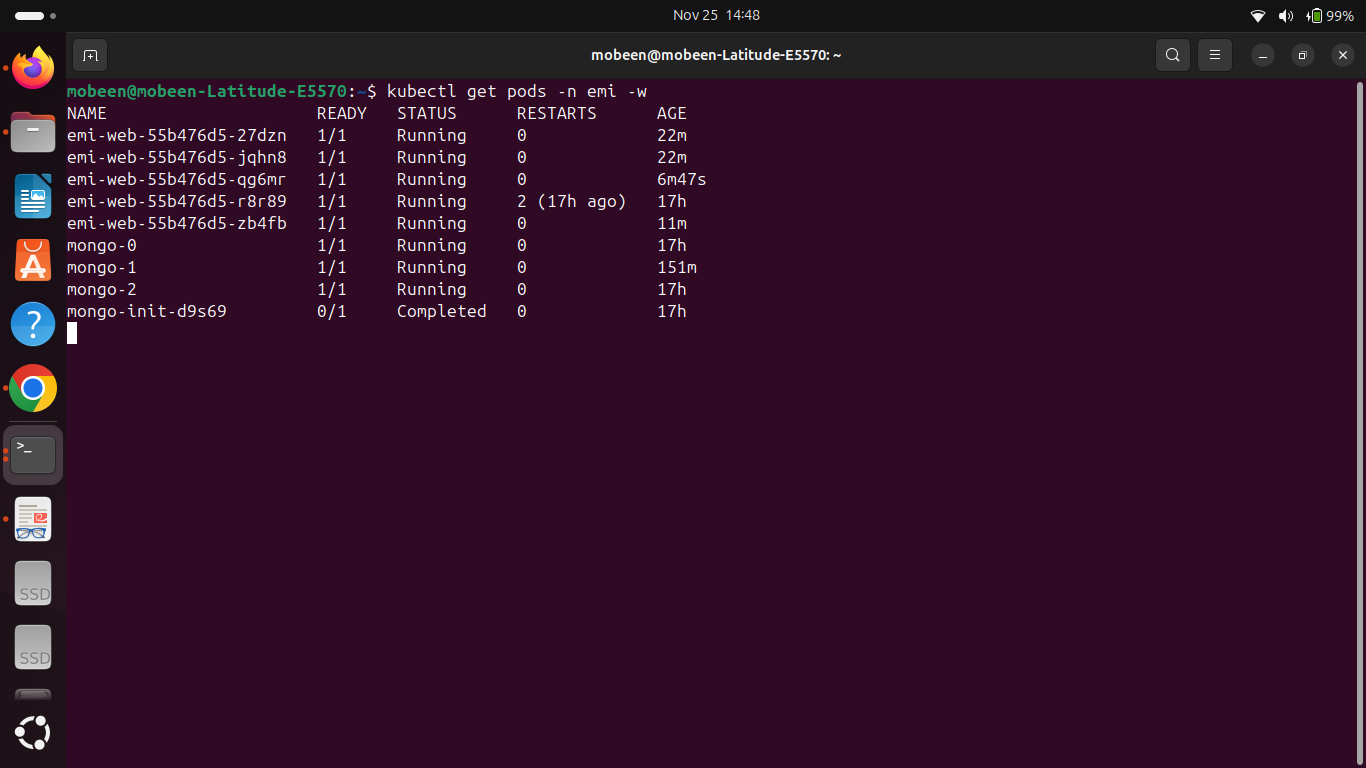 Nov 25 14:48
99%
mobeen@mobeen-Latitude-E5570: ~
mobeen@mobeen-Latitude-E5570:~$ kubectl get pods -n emi -w
NAME READY STATUS RESTARTS AGE
emi-web-55b476d5-27dzn 1/1 Running 0 22m
emi-web-55b476d5-jqhn8 1/1 Running 0 22m
emi-web-55b476d5-qg6mr 1/1 Running 0 6m47s
emi-web-55b476d5-r8r89 1/1 Running 2 (17h ago) 17h
emi-web-55b476d5-zb4fb 1/1 Running 0 11m
mongo-0 1/1 Running 0 17h
mongo-1 1/1 Running 0 151m
mongo-2 1/1 Running 0 17h
mongo-init-d9s69 0/1 Completed 0 17h
?
>_
SSD
SSD